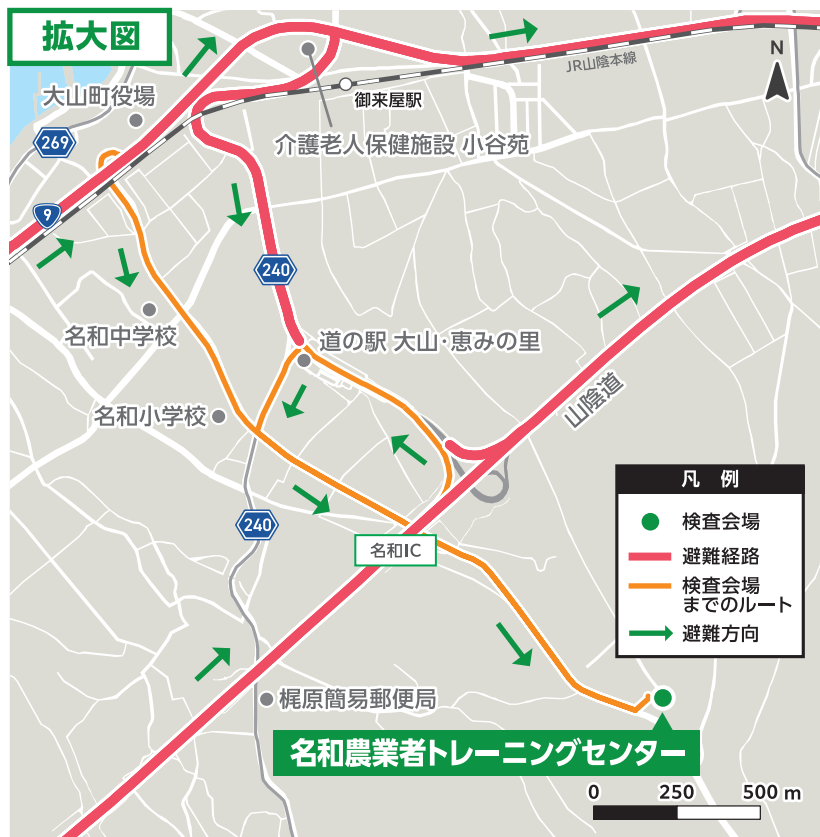 拡大図
N
JR山陰本線
御来屋駅
大山町役場
269
介護老人保健施設 小谷苑
9
240
名和中学校
道の駅 大山・恵みの里
名和小学校
山陰道
240
名和IC
凡 例
検査会場
避難経路
検査会場
までのルート
避難方向
梶原簡易郵便局
名和農業者トレーニングセンター
0 250 500 m